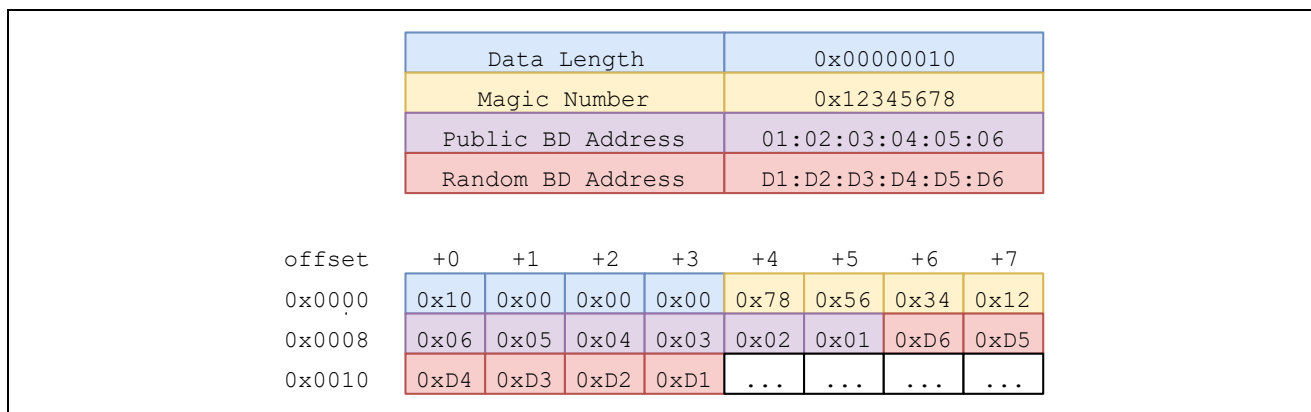 Data Length 0x00000010
Magic Number 0x12345678
Public BD Address 01:02:03:04:05:06
Random BD Address D1:D2:D3:D4:D5:D6
offset +0 +1 +2 +3 +4 +5 +6 +7
0x0000 0x10 0x00 0x00 0x00 0x78 0x56 0x34 0x12
0x0008 0x06 0x05 0x04 0x03 0x02 0x01 0xD6 0xD5
0x0010 0xD4 0xD3 0xD2 0xD1 ... ... ... ...